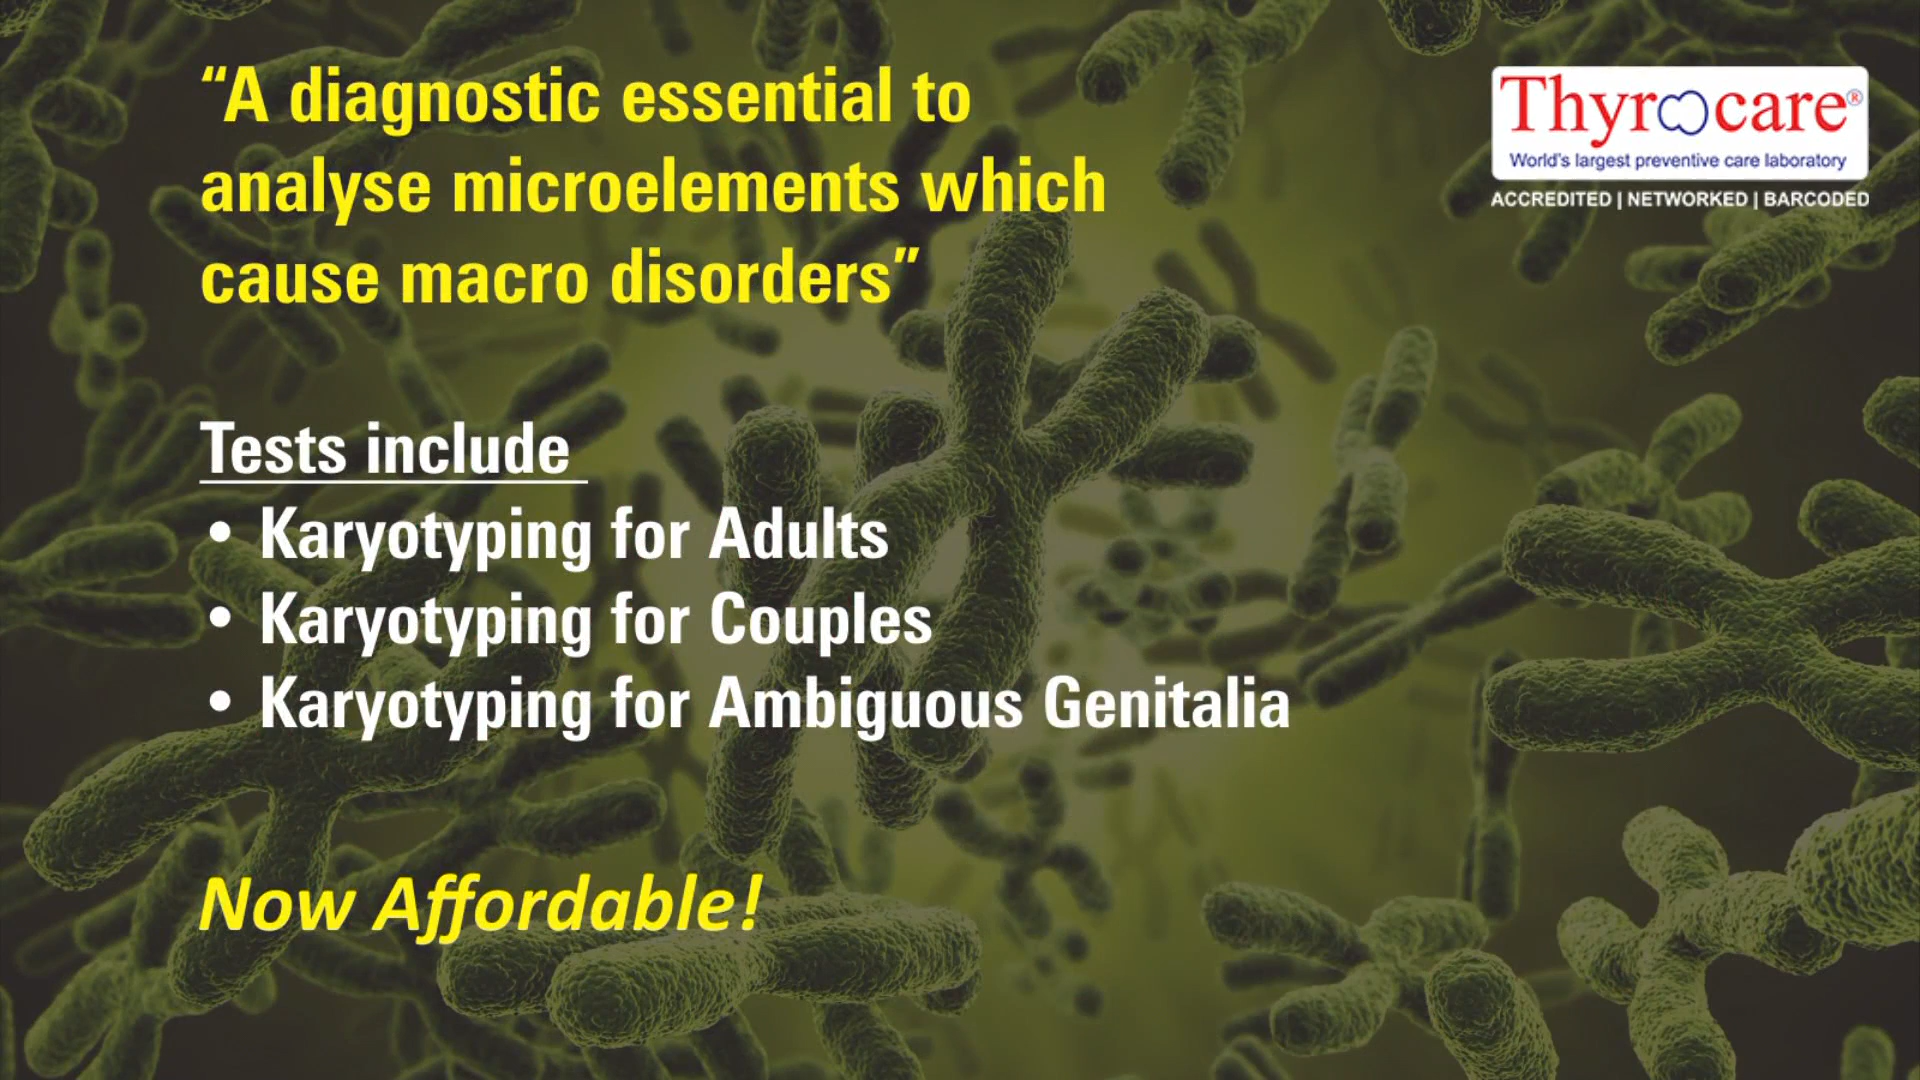 “A diagnostic essential to
analyse microelements which
cause macro disorders”
Thyrocare®
World's largest preventive care laboratory
ACCREDITED | NETWORKED | BARCODED
Tests include
• Karyotyping for Adults
• Karyotyping for Couples
• Karyotyping for Ambiguous Genitalia
Now Affordable!